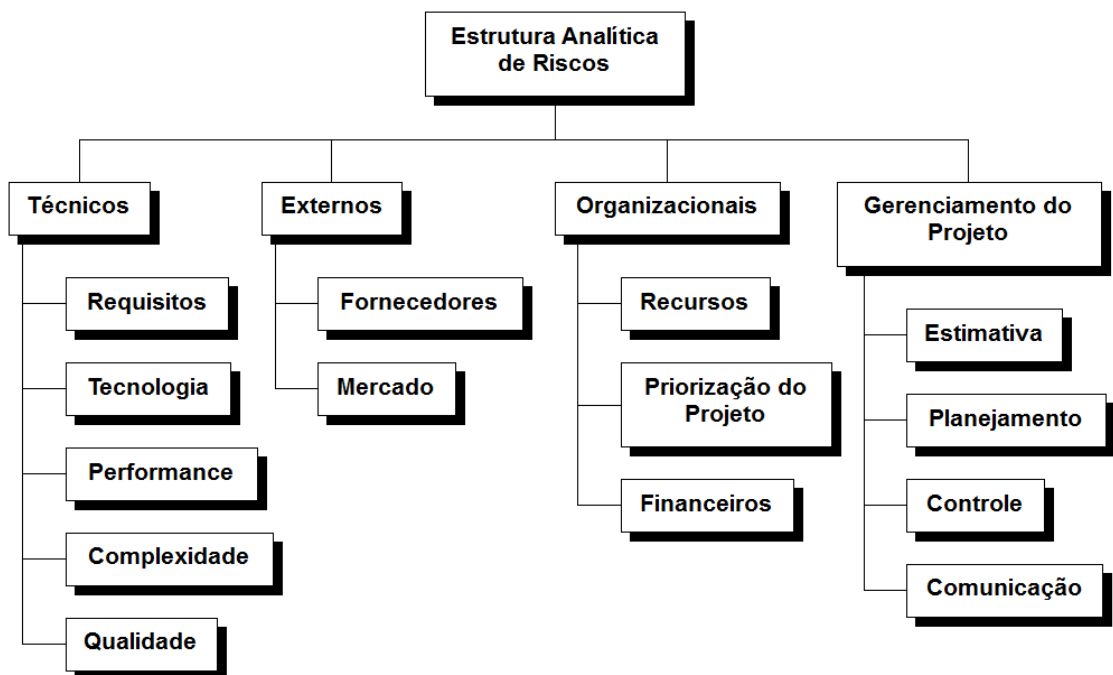 Estrutura Analítica
de Riscos
Técnicos
Requisitos
Tecnologia
Performance
Complexidade
Qualidade
Externos
Fornecedores
Mercado
Organizacionais
Recursos
Priorização do
Projeto
Financeiros
Gerenciamento do
Projeto
Estimativa
Planejamento
Controle
Comunicação